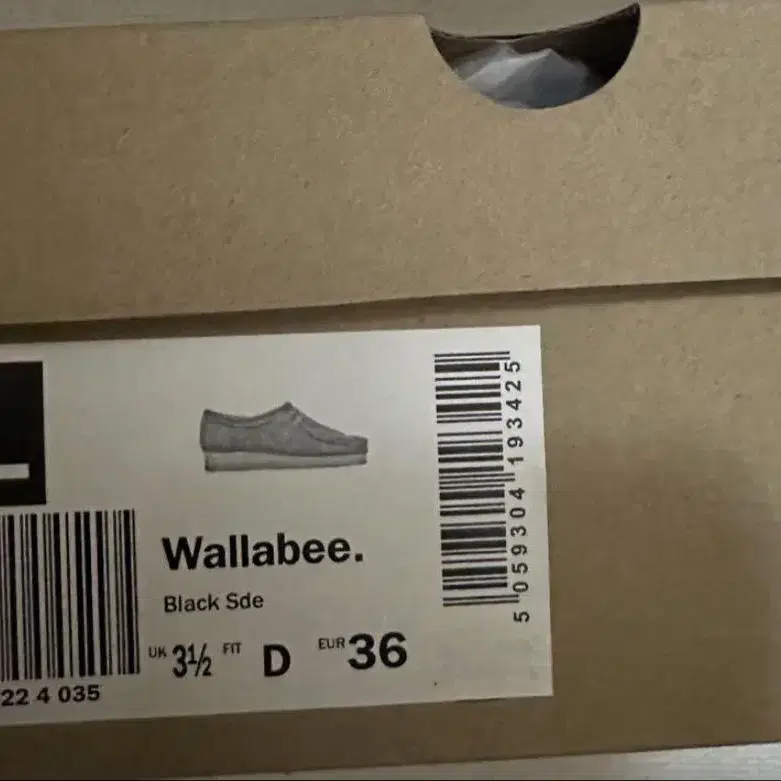 Wallabee.
Black Sde
UK 3½ FIT D EUR 36
22 4 035
5 059304 193425